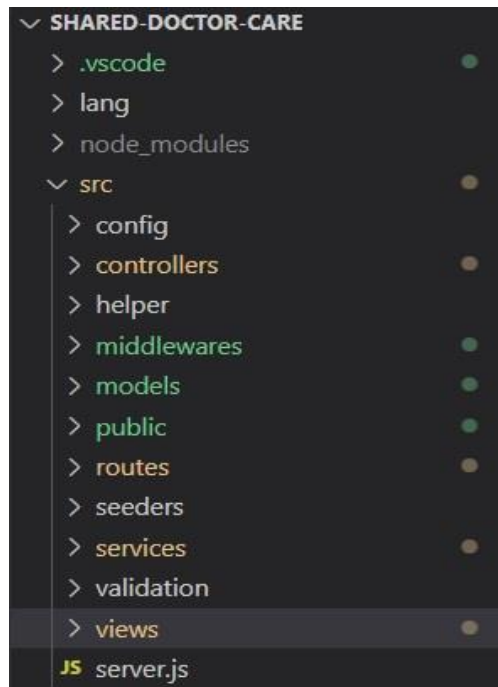 SHARED-DOCTOR-CARE
.vscode
lang
node_modules
src
config
controllers
helper
middlewares
models
public
routes
seeders
services
validation
views
JS server.js